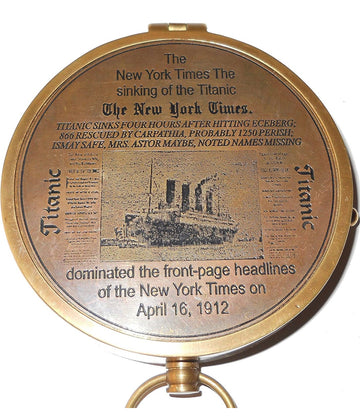 The
New York Times The
sinking of the Titanic
The New York Times.
TITANIC SINKS FOUR HOURS AFTER HITTING ECEBERG;
866 RESCUED BY CARPATHIA, PROBABLY 1250 PERISH;
ISMAY SAFE, MRS. ASTOR MAYBE, NOTED NAMES MISSING
Titanic
Titanic
dominated the front-page headlines
of the New York Times on
April 16, 1912